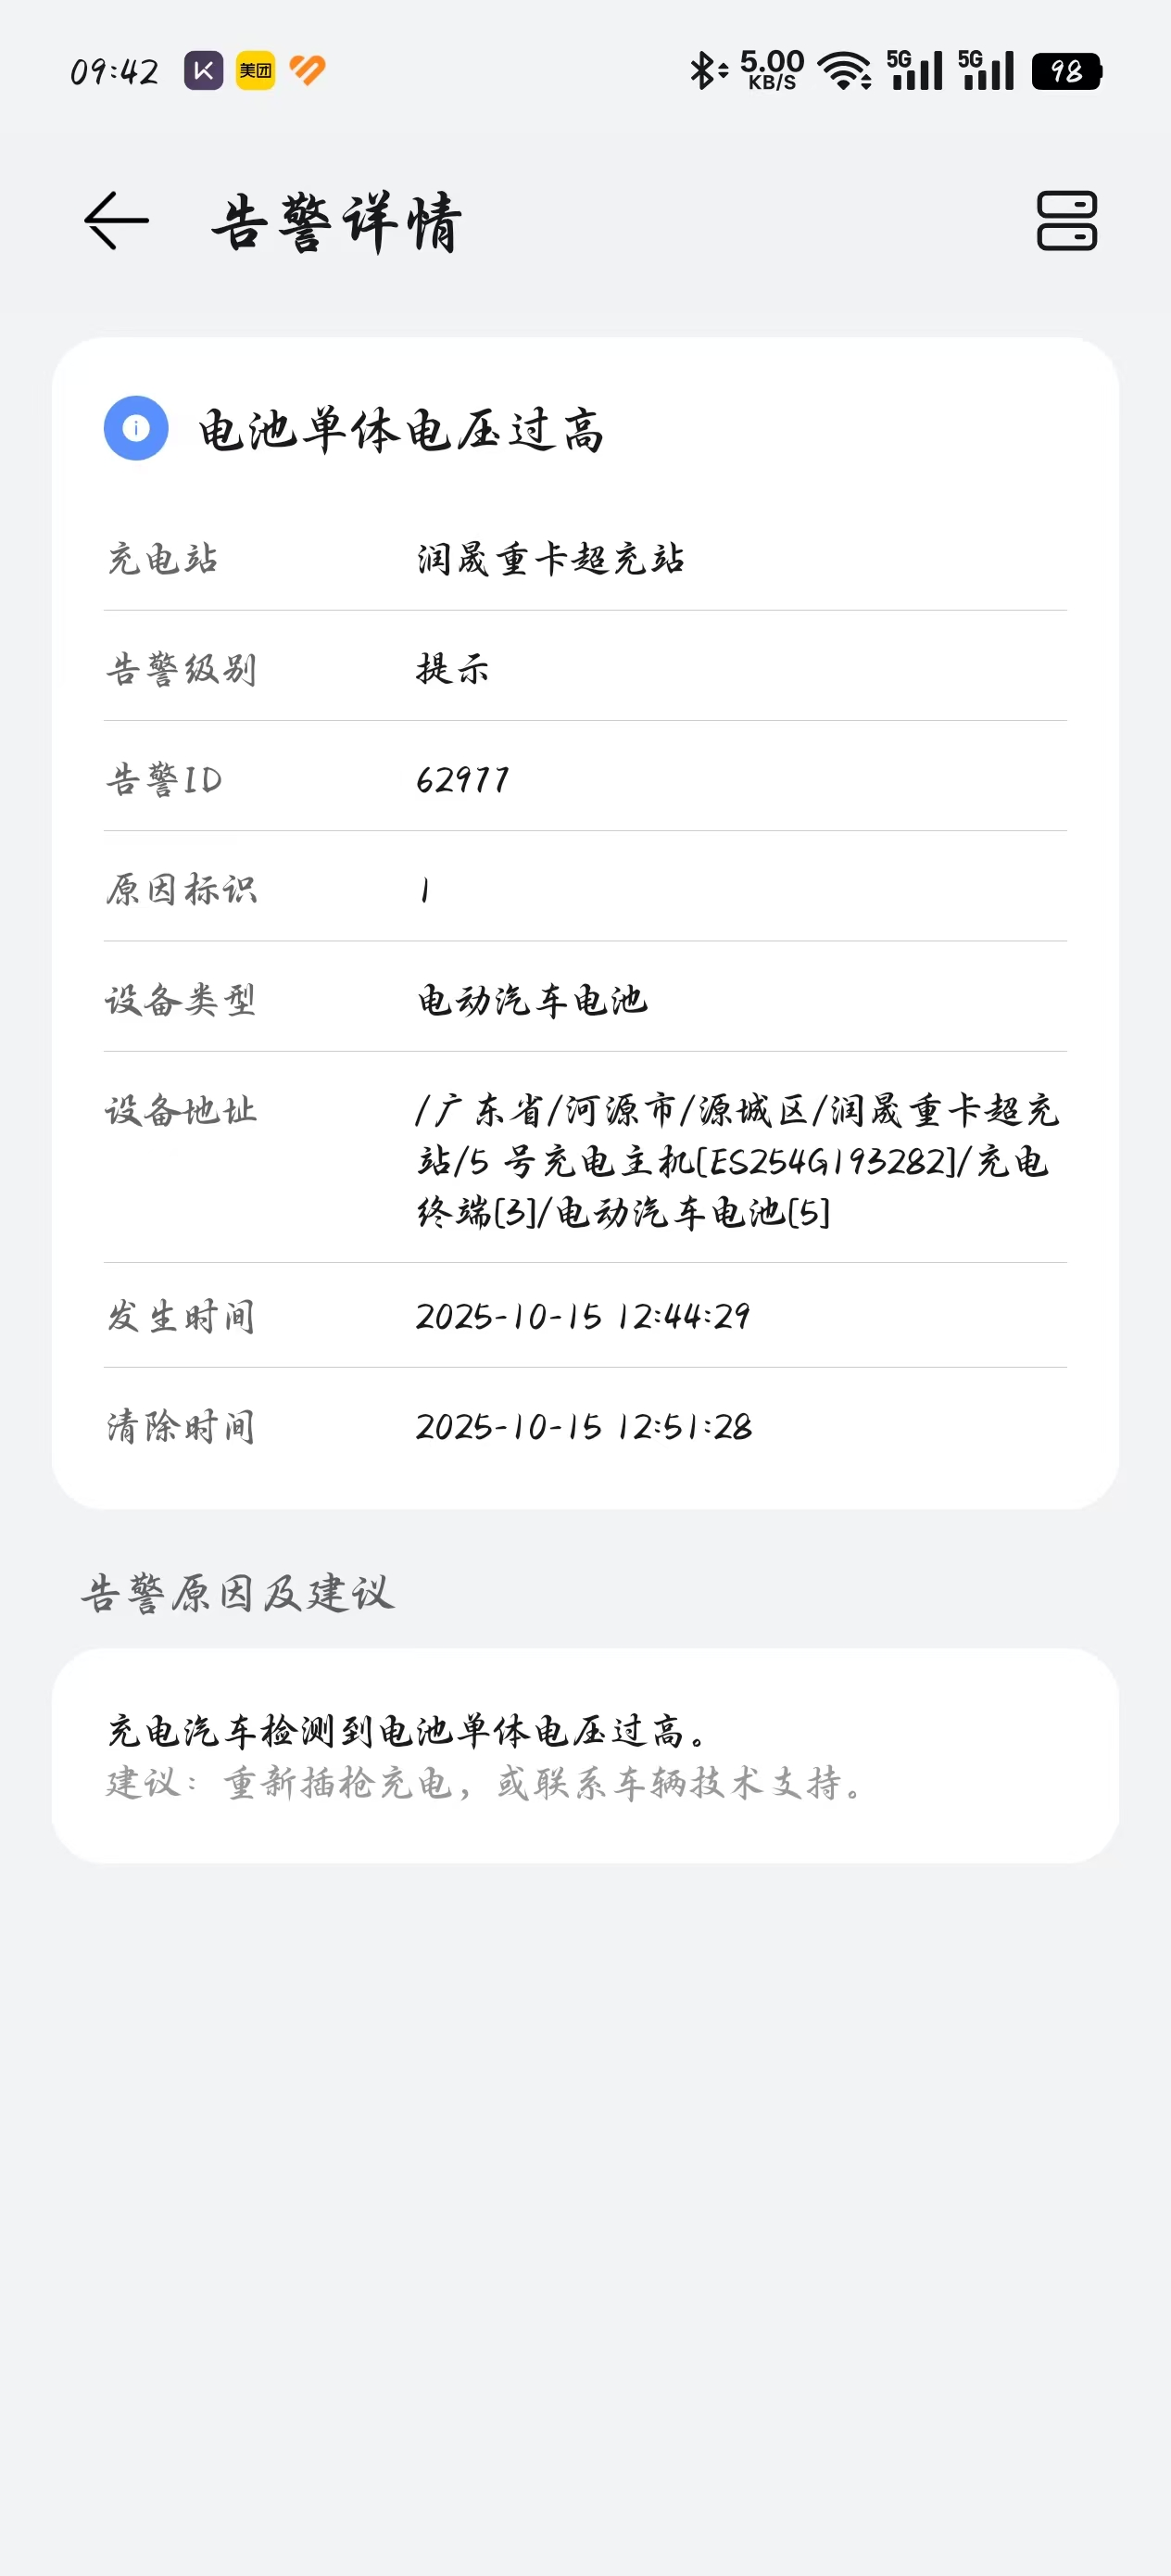 09:42 美团 5.00 KB/S 5G 5G 98
告警详情
电池单体电压过高
充电站 润晟重卡超充站
告警级别 提示
告警ID 62977
原因标识 1
设备类型 电动汽车电池
设备地址 /广东省/河源市/源城区/润晟重卡超充
站/5 号充电主机[ES254G193282]/充电
终端[3]/电动汽车电池[5]
发生时间 2025-10-15 12:44:29
清除时间 2025-10-15 12:51:28
告警原因及建议
充电汽车检测到电池单体电压过高。
建议：重新插枪充电，或联系车辆技术支持。